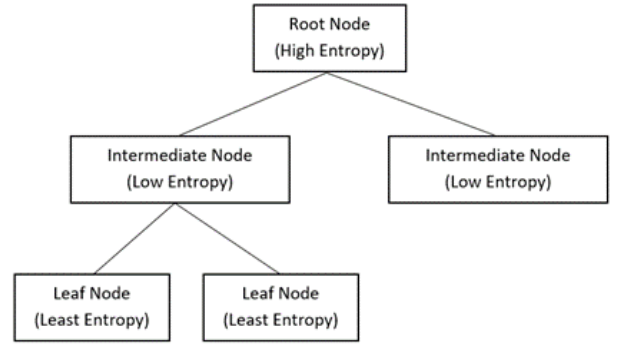 Root Node
(High Entropy)
Intermediate Node
(Low Entropy)
Intermediate Node
(Low Entropy)
Leaf Node
(Least Entropy)
Leaf Node
(Least Entropy)